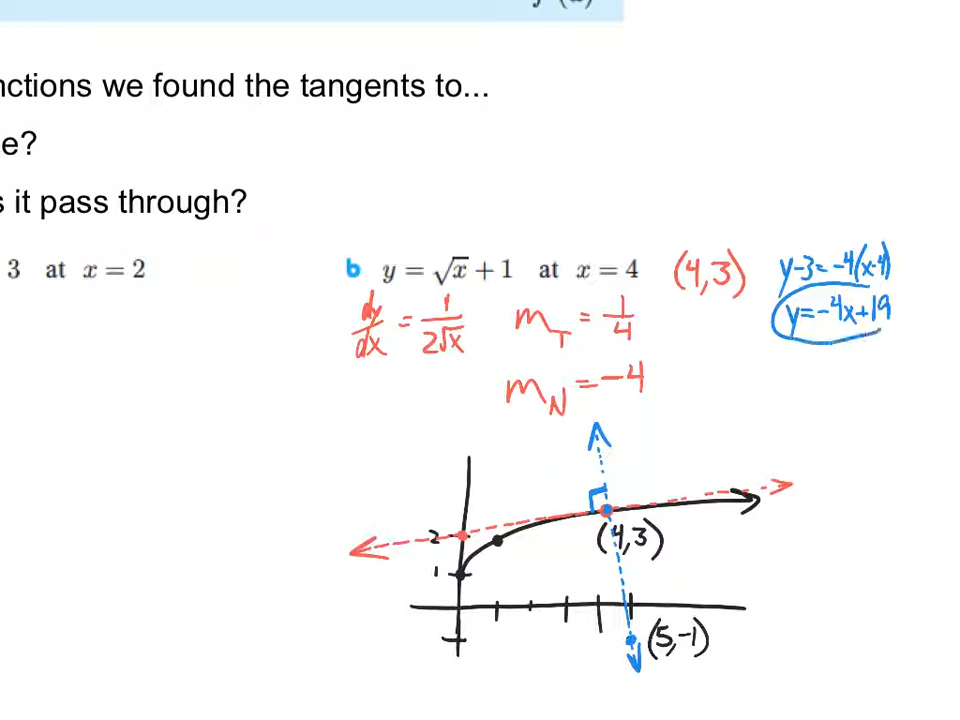 nctions we found the tangents to...
e?
s it pass through?
3 at x = 2
b y = √x + 1 at x = 4 (4,3)
y-3=-4(x-4)
y=-4x+19
dy/dx = 1/(2√x) m_T = 1/4
m_N = -4
2
(4,3)
1
(5,-1)